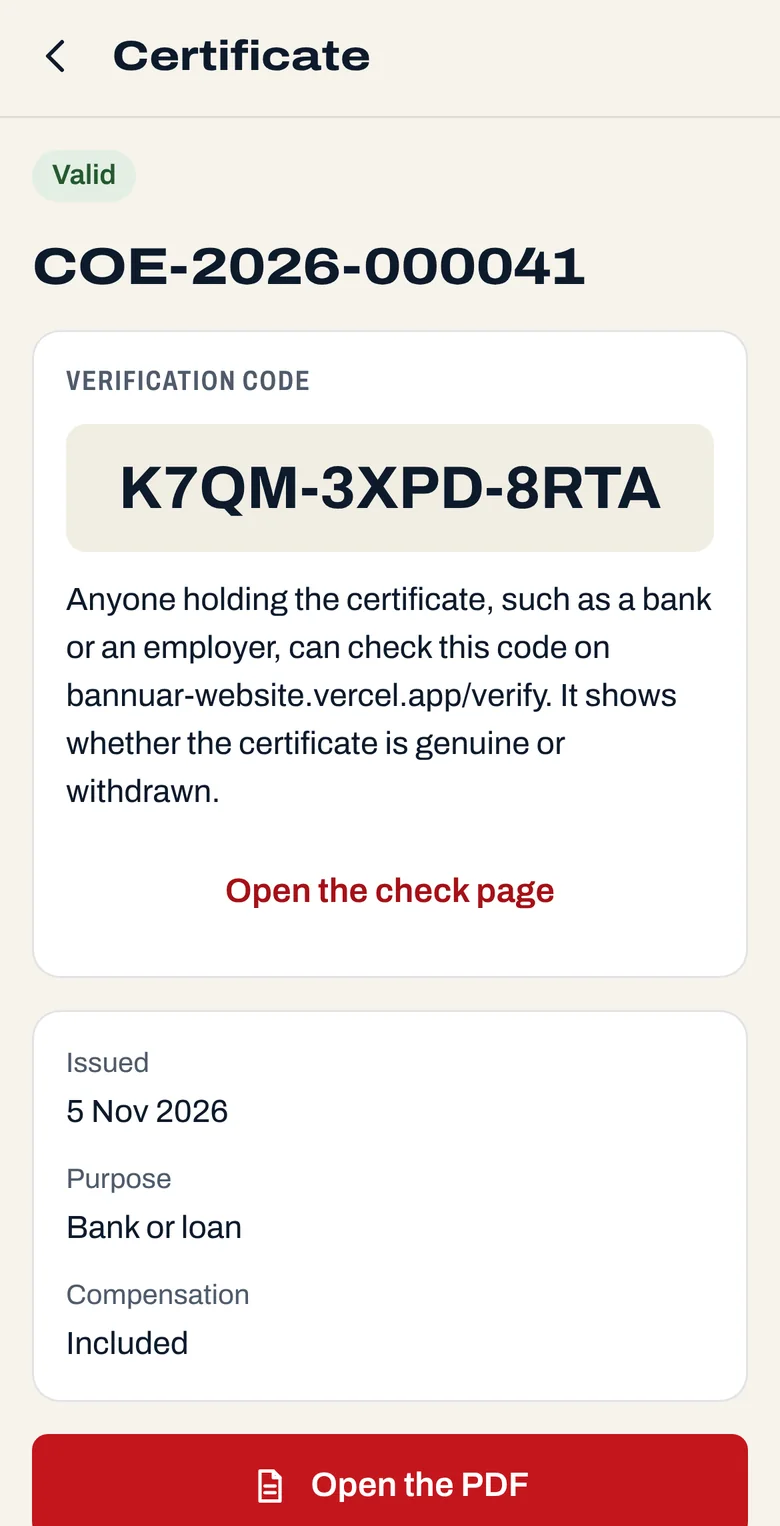 Certificate
Valid
COE-2026-000041
VERIFICATION CODE
K7QM-3XPD-8RTA
Anyone holding the certificate, such as a bank
or an employer, can check this code on
bannuar-website.vercel.app/verify. It shows
whether the certificate is genuine or
withdrawn.
Open the check page
Issued
5 Nov 2026
Purpose
Bank or loan
Compensation
Included
Open the PDF